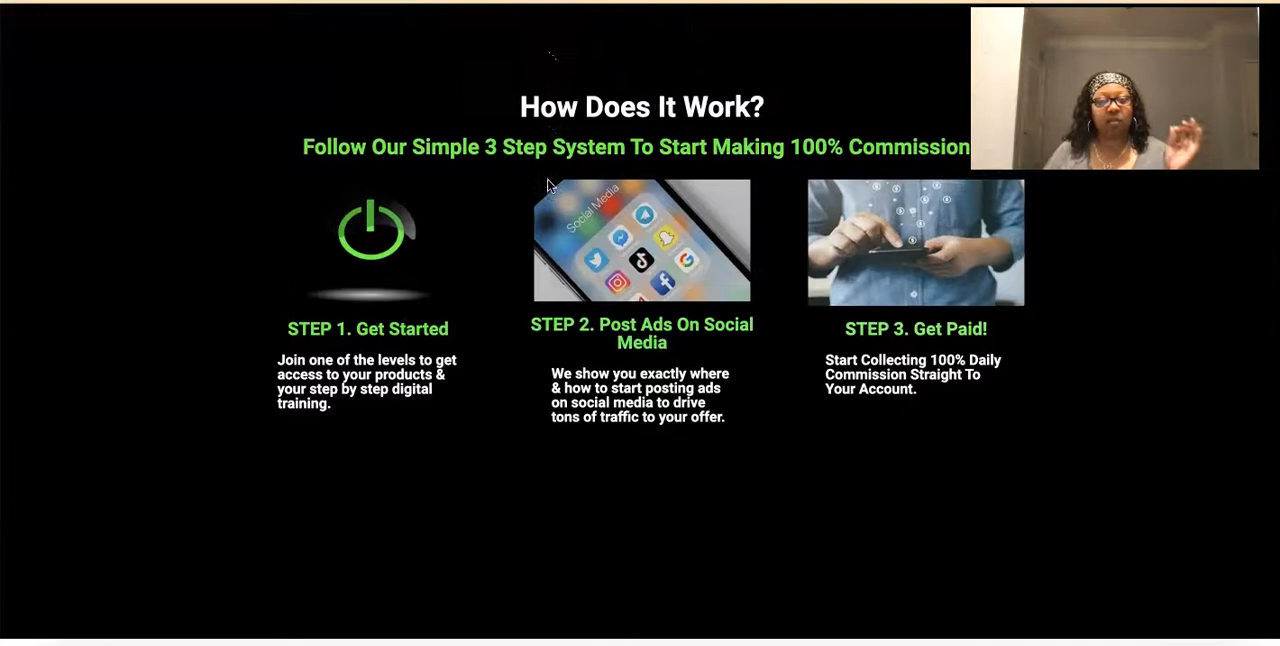 How Does It Work?
Follow Our Simple 3 Step System To Start Making 100% Commission
Social Media
STEP 1. Get Started
Join one of the levels to get
access to your products &
your step by step digital
training.
STEP 2. Post Ads On Social
Media
We show you exactly where
& how to start posting ads
on social media to drive
tons of traffic to your offer.
STEP 3. Get Paid!
Start Collecting 100% Daily
Commission Straight To
Your Account.